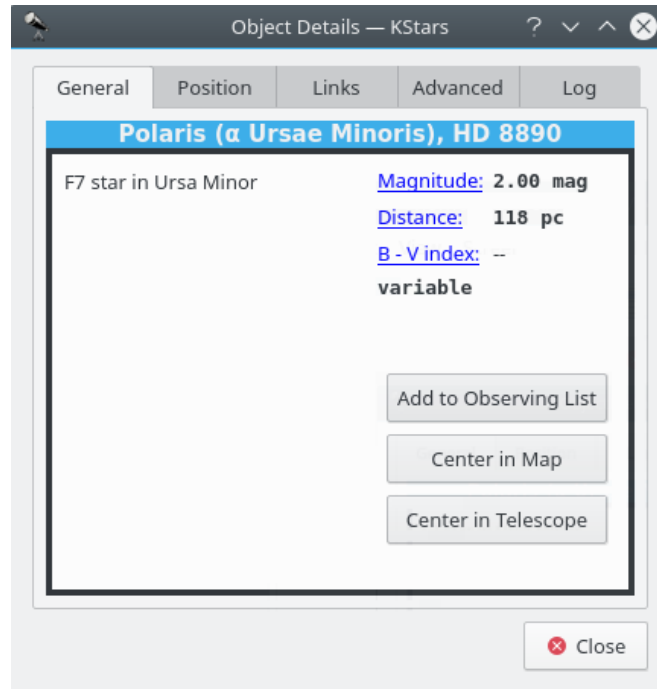 Object Details — KStars
General Position Links Advanced Log
Polaris (α Ursae Minoris), HD 8890
F7 star in Ursa Minor
Magnitude: 2.00 mag
Distance: 118 pc
B - V index: --
variable
Add to Observing List
Center in Map
Center in Telescope
Close